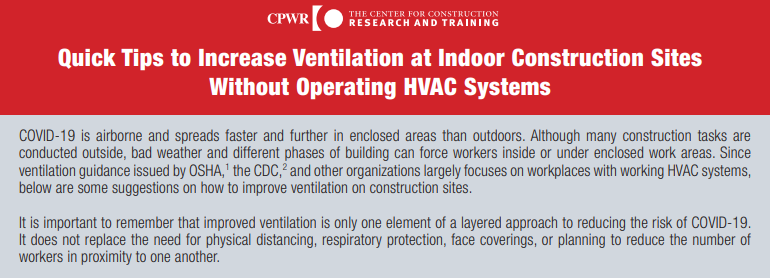 CPWR THE CENTER FOR CONSTRUCTION
RESEARCH AND TRAINING
Quick Tips to Increase Ventilation at Indoor Construction Sites
Without Operating HVAC Systems
COVID-19 is airborne and spreads faster and further in enclosed areas than outdoors. Although many construction tasks are
conducted outside, bad weather and different phases of building can force workers inside or under enclosed work areas. Since
ventilation guidance issued by OSHA,1 the CDC,2 and other organizations largely focuses on workplaces with working HVAC systems,
below are some suggestions on how to improve ventilation on construction sites.
It is important to remember that improved ventilation is only one element of a layered approach to reducing the risk of COVID-19.
It does not replace the need for physical distancing, respiratory protection, face coverings, or planning to reduce the number of
workers in proximity to one another.